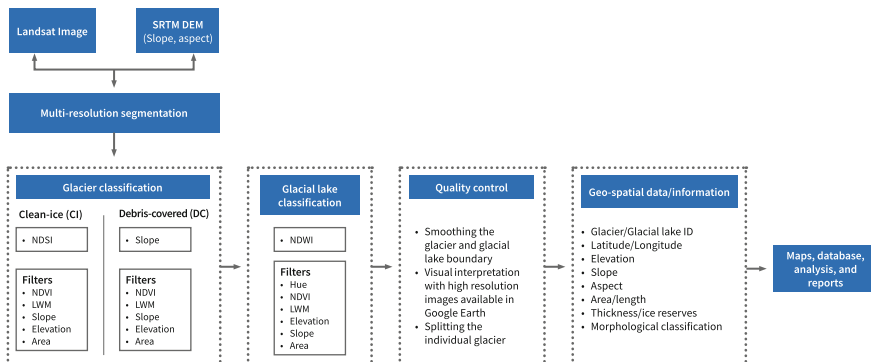 Landsat Image
SRTM DEM
(Slope, aspect)
Multi-resolution segmentation
Glacier classification
Clean-ice (CI)
• NDSI
Filters
• NDVI
• LWM
• Slope
• Elevation
• Area
Debris-covered (DC)
• Slope
Filters
• NDVI
• LWM
• Slope
• Elevation
• Area
Glacial lake
classification
• NDWI
Filters
• Hue
• NDVI
• LWM
• Elevation
• Slope
• Area
Quality control
• Smoothing the
glacier and glacial
lake boundary
• Visual interpretation
with high resolution
images available in
Google Earth
• Splitting the
individual glacier
Geo-spatial data/information
• Glacier/Glacial lake ID
• Latitude/Longitude
• Elevation
• Slope
• Aspect
• Area/length
• Thickness/ice reserves
• Morphological classification
Maps, database,
analysis, and
reports